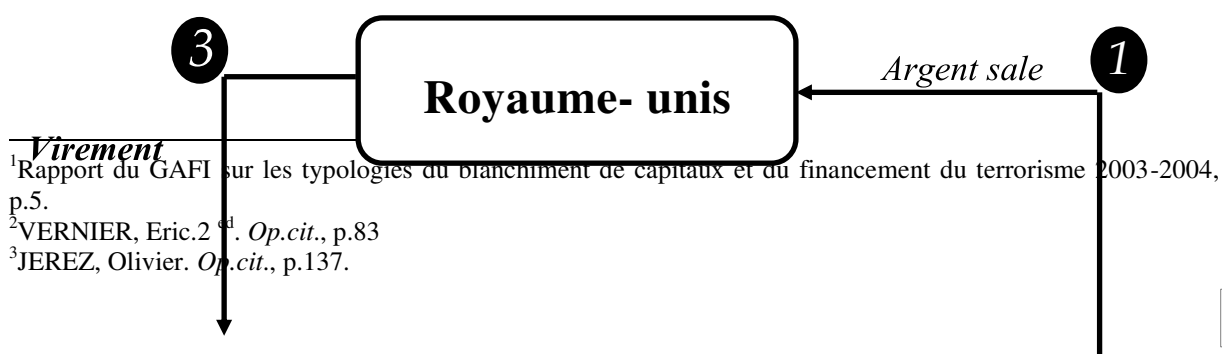 3
1
Argent sale
Royaume- unis
Virement
¹Rapport du GAFI sur les typologies du blanchiment de capitaux et du financement du terrorisme 2003-2004,
p.5.
²VERNIER, Eric.2 ᵉᵈ. Op.cit., p.83
³JEREZ, Olivier. Op.cit., p.137.